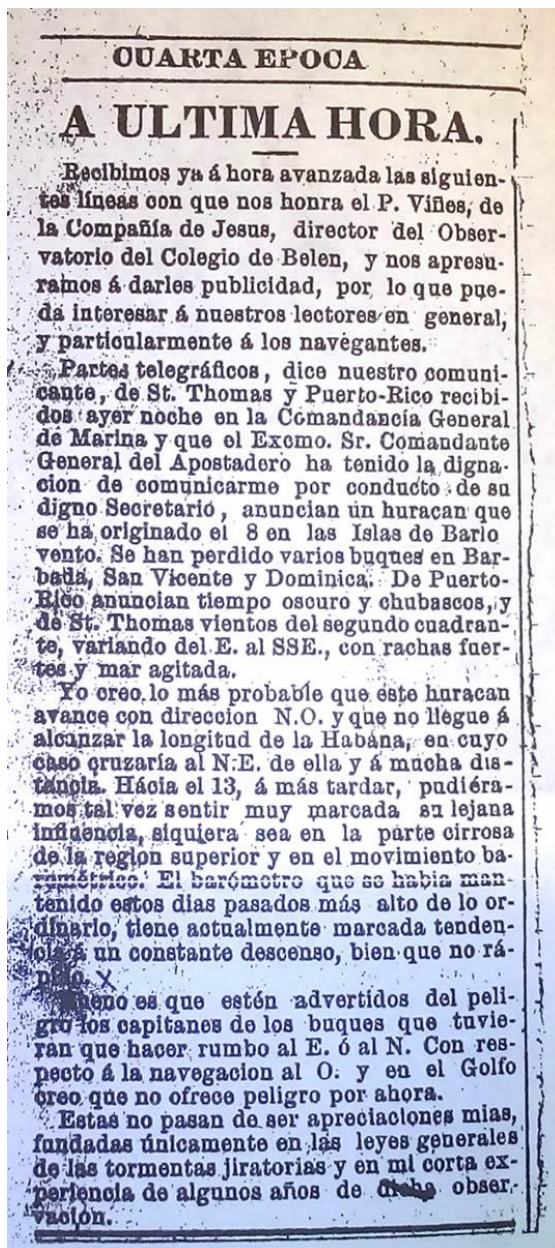 CUARTA EPOCA
A ULTIMA HORA.
Recibimos ya á hora avanzada las siguien-
tes líneas con que nos honra el P. Viñes, de
la Compañía de Jesus, director del Obser-
vatorio del Colegio de Belen, y nos apresu-
ramos á darles publicidad, por lo que pue-
da interesar á nuestros lectores en general,
y particularmente á los navegantes.
Partes telegráficos, dice nuestro comuni-
cante, de St. Thomas y Puerto-Rico recibi-
dos ayer noche en la Comandancia General
de Marina y que el Excmo. Sr. Comandante
General del Apostadero ha tenido la digna-
cion de comunicarme por conducto de su
digno Secretario, anuncian un huracan que
se ha originado el 8 en las Islas de Barlo
vento. Se han perdido varios buques en Bar-
bada, San Vicente y Dominica. De Puerto-
Rico anuncian tiempo oscuro y chubascos, y
de St. Thomas vientos del segundo cuadran-
te, variando del E. al SSE., con rachas fuer-
tes y mar agitada.
Yo creo lo más probable que este huracan
avance con direccion N.O. y que no llegue á
alcanzar la longitud de la Habana, en cuyo
caso cruzaría al N.E. de ella y á mucha dis-
tancia. Hácia el 13, á más tardar, pudiéra-
mos tal vez sentir muy marcada su lejana
influencia, siquiera sea en la parte cirrosa
de la region superior y en el movimiento ba-
rométrico. El barómetro que se habia man-
tenido estos dias pasados más alto de lo or-
dinario, tiene actualmente marcada tenden-
cia á un constante descenso, bien que no rá-
pido. x
Bueno es que estén advertidos del peli-
gro los capitanes de los buques que tuvie-
ran que hacer rumbo al E. ó al N. Con res-
pecto á la navegacion al O. y en el Golfo
creo que no ofrece peligro por ahora.
Estas no pasan de ser apreciaciones mias,
fundadas únicamente en las leyes generales
de las tormentas jiratorias y en mi corta ex-
periencia de algunos años de obser-
vacion.